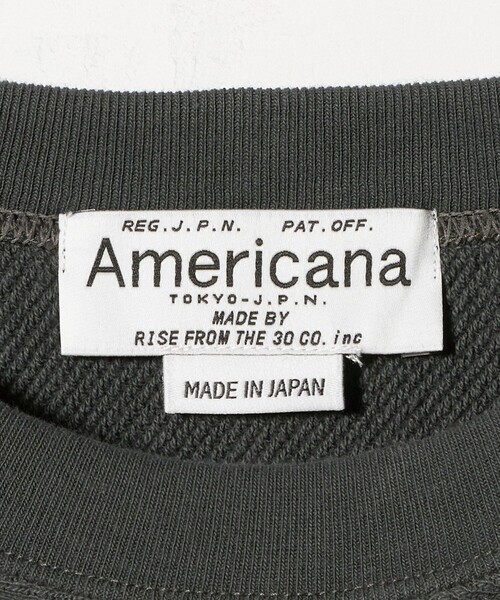 REG.J.P.N. PAT.OFF.
Americana
TOKYO-J.P.N.
MADE BY
RISE FROM THE 30 CO. inc
MADE IN JAPAN